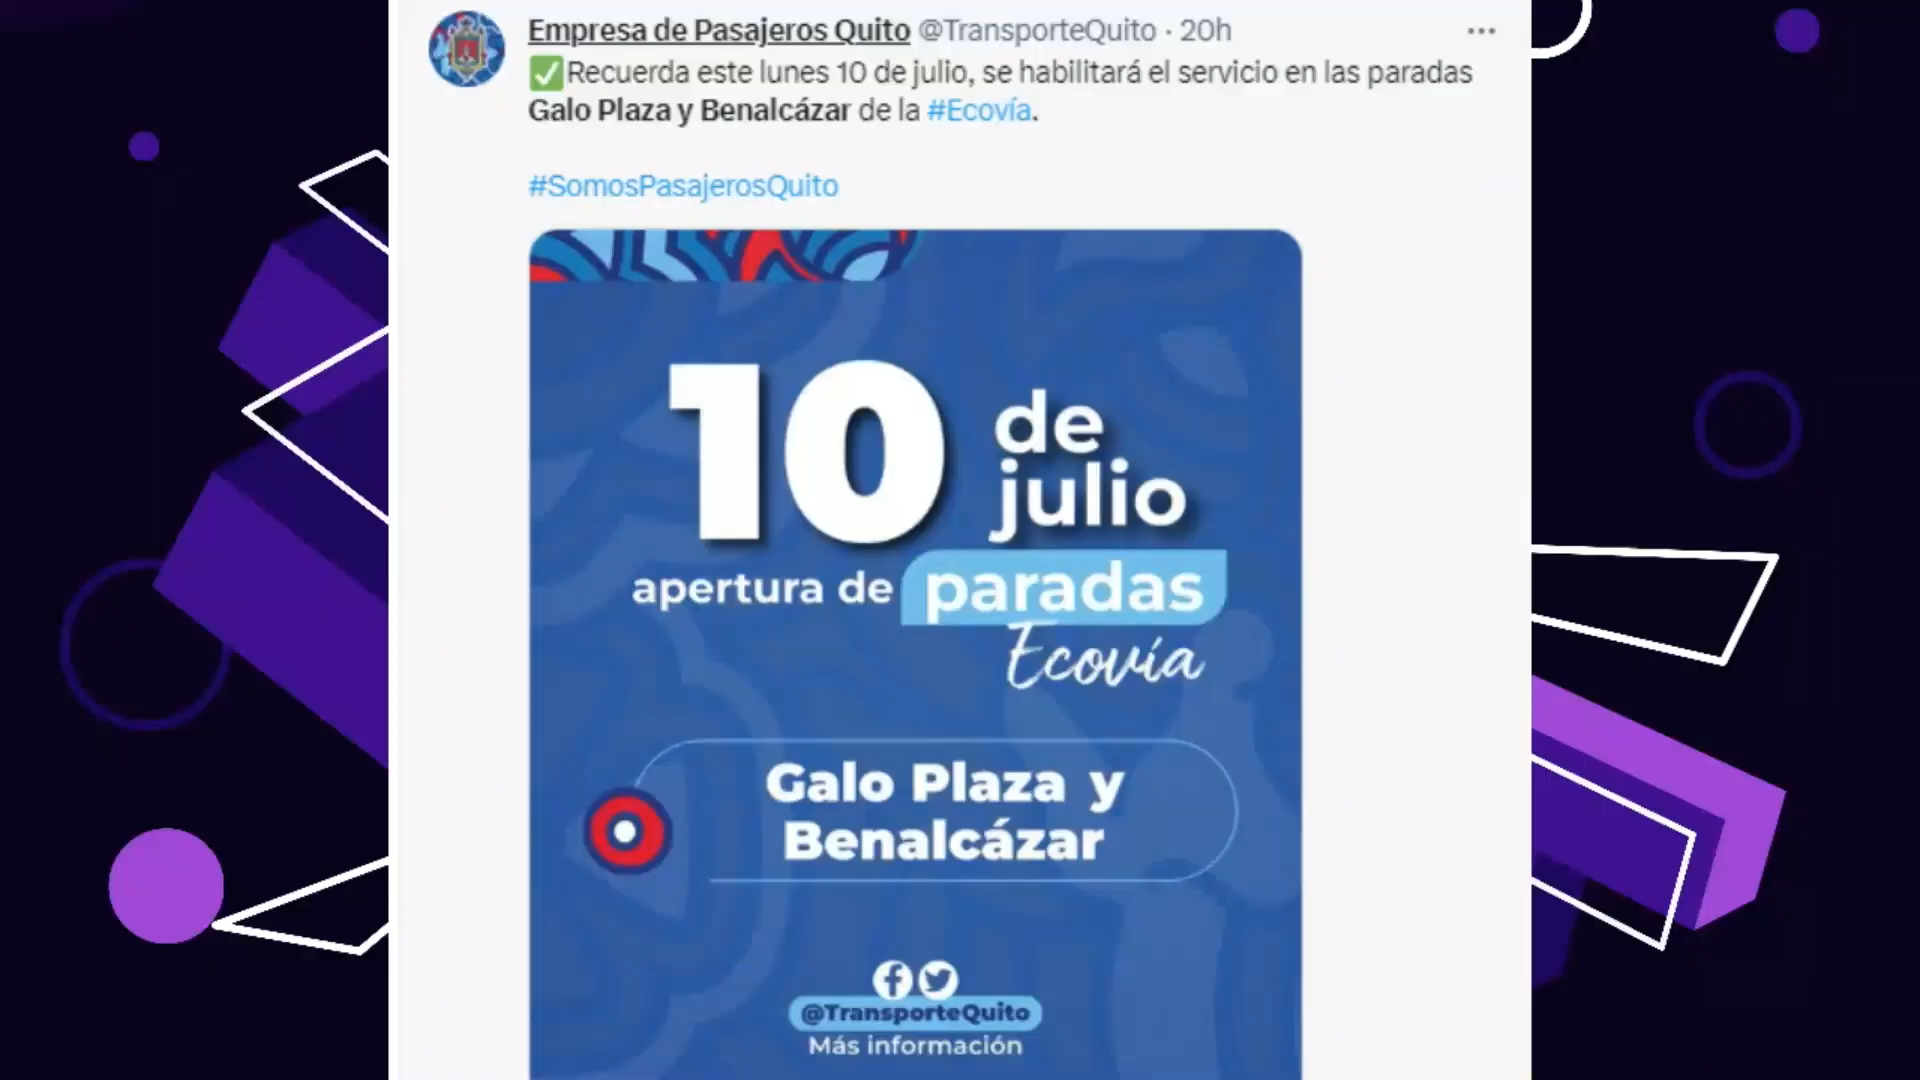 Empresa de Pasajeros Quito @TransporteQuito · 20h
✅Recuerda este lunes 10 de julio, se habilitará el servicio en las paradas
Galo Plaza y Benalcázar de la #Ecovía.
#SomosPasajerosQuito
10 de
julio
apertura de paradas
Ecovía
Galo Plaza y
Benalcázar
@TransporteQuito
Más información